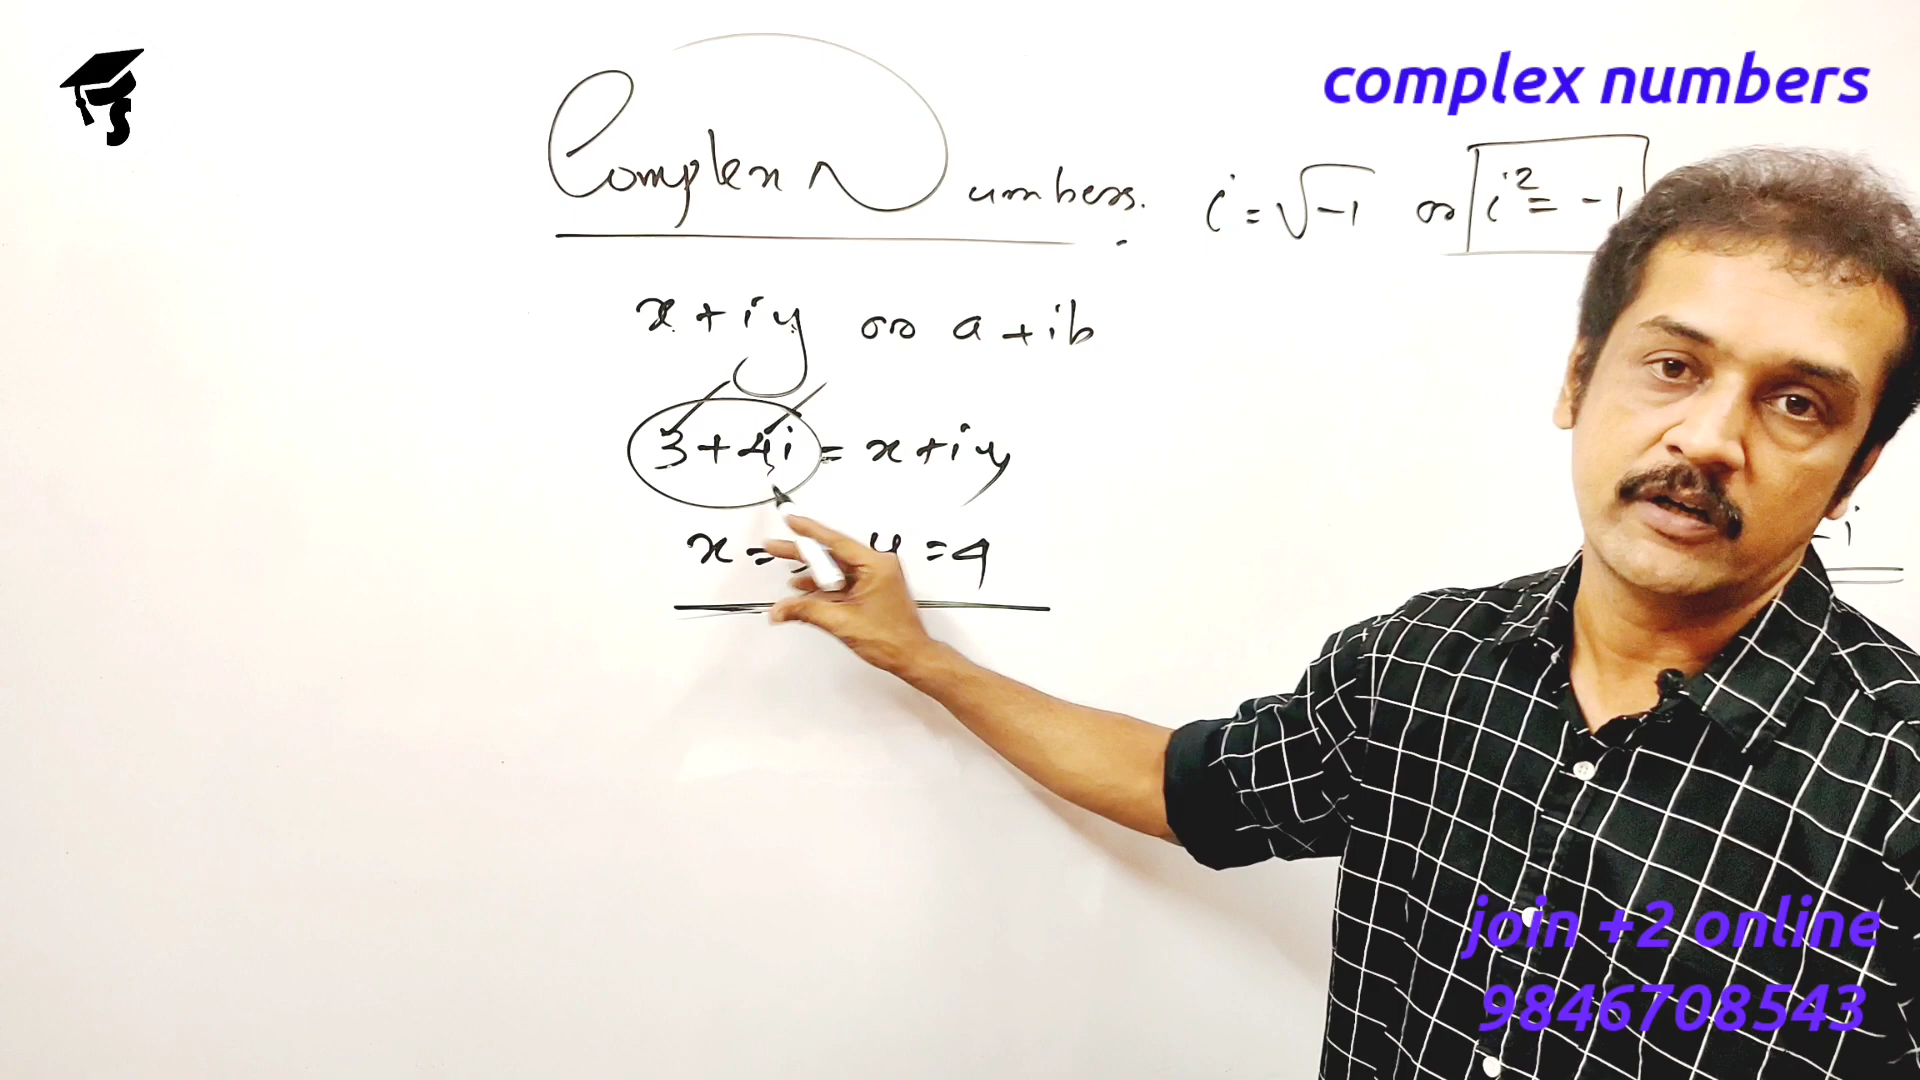 complex numbers
Complex Numbers.
i = √-1 or i² = -1
x + iy or a + ib
3 + 4i = x + iy
x = y = 4
-i
join +2 online
9846708543